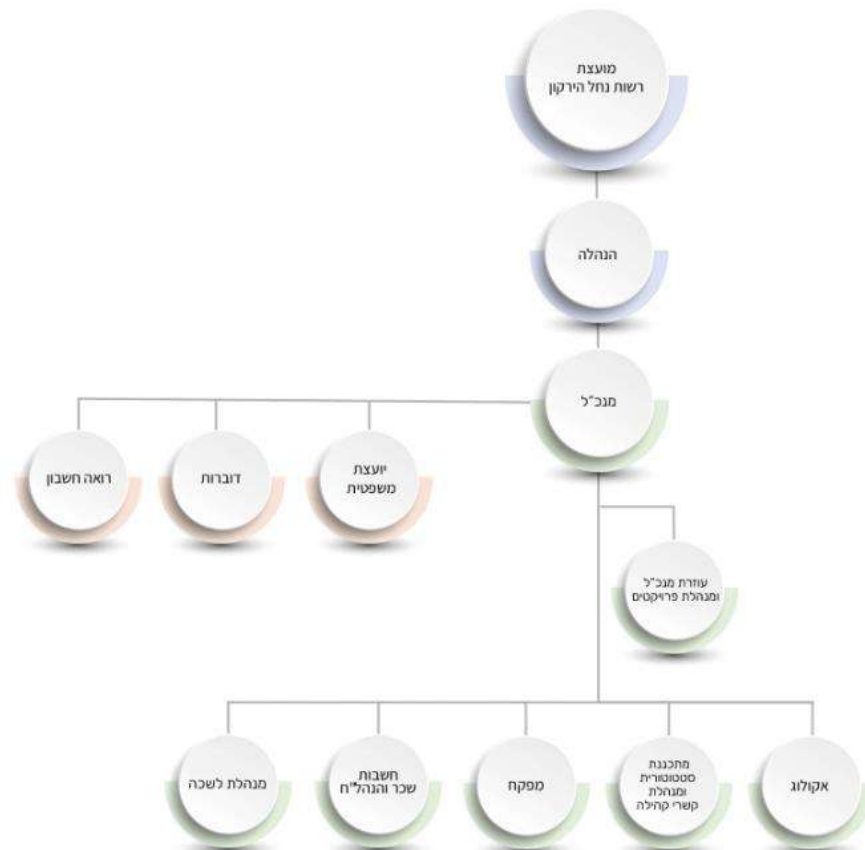 מועצת
רשות נחל הירקון
הנהלה
מנכ"ל
יועצת
משפטית
דוברות
רואה חשבון
עוזרת מנכ"ל
ומנהלת פרויקטים
אקולוג
מתכננת
סטטוטורית
ומנהלת
קשרי קהילה
מפקח
חשבות
שכר והנהל"ח
מנהלת לשכה